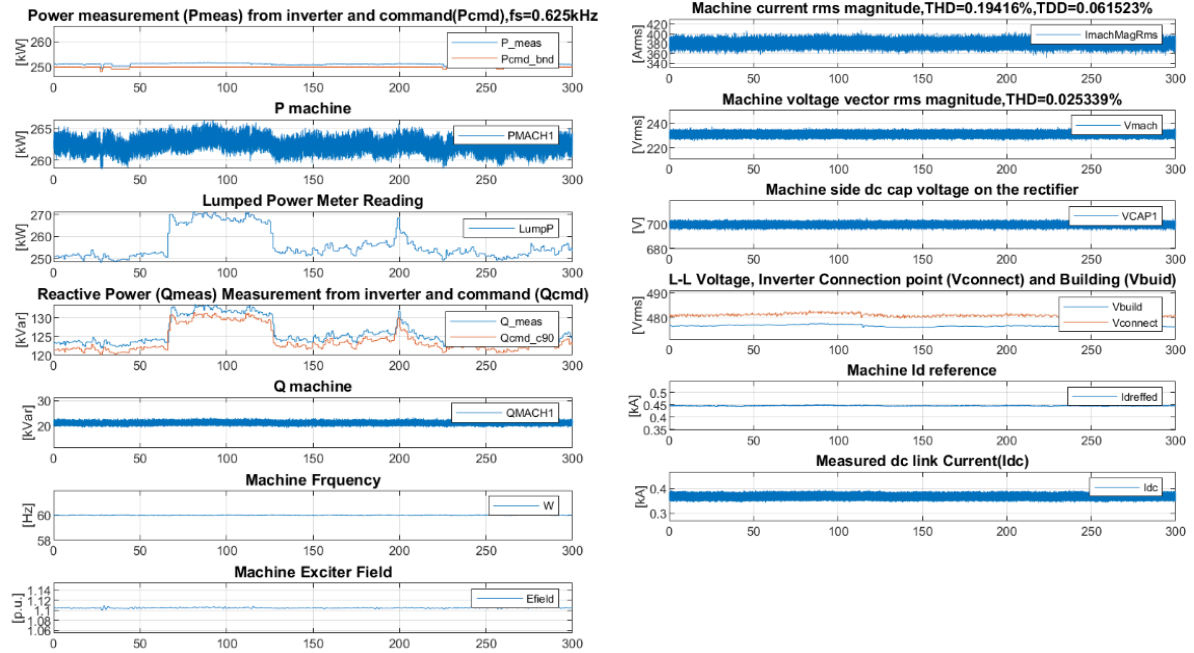 Power measurement (Pmeas) from inverter and command(Pcmd),fs=0.625kHz
[kW]
260
250
P_meas
Pcmd_bnd
0 50 100 150 200 250 300
P machine
[kW]
265
260
PMACH1
0 50 100 150 200 250 300
Lumped Power Meter Reading
[kW]
270
260
250
LumpP
0 50 100 150 200 250 300
Reactive Power (Qmeas) Measurement from inverter and command (Qcmd)
[kVar]
130
125
120
Q_meas
Qcmd_c90
0 50 100 150 200 250 300
Q machine
[kVar]
30
20
QMACH1
0 50 100 150 200 250 300
Machine Frquency
[Hz]
60
58
W
0 50 100 150 200 250 300
Machine Exciter Field
[p.u.]
1.14
1.12
1.1
1.08
1.06
Efield
0 50 100 150 200 250 300
Machine current rms magnitude,THD=0.19416%,TDD=0.061523%
[Arms]
420
400
380
360
340
ImachMagRms
0 50 100 150 200 250 300
Machine voltage vector rms magnitude,THD=0.025339%
[Vrms]
240
220
Vmach
0 50 100 150 200 250 300
Machine side dc cap voltage on the rectifier
[V]
700
680
VCAP1
0 50 100 150 200 250 300
L-L Voltage, Inverter Connection point (Vconnect) and Building (Vbuid)
[Vrms]
490
480
Vbuild
Vconnect
0 50 100 150 200 250 300
Machine Id reference
[kA]
0.5
0.45
0.4
0.35
Idreffed
0 50 100 150 200 250 300
Measured dc link Current(Idc)
[kA]
0.4
0.3
Idc
0 50 100 150 200 250 300